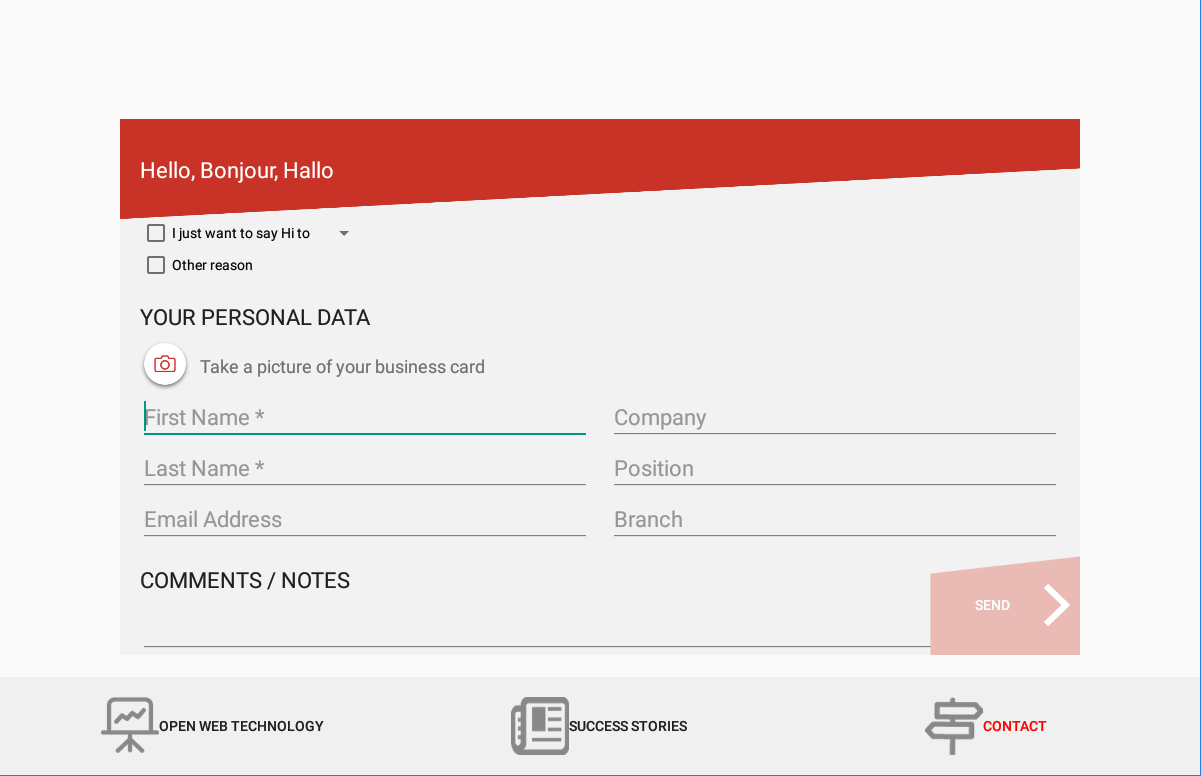 Hello, Bonjour, Hallo
I just want to say Hi to
Other reason
YOUR PERSONAL DATA
Take a picture of your business card
First Name *
Company
Last Name *
Position
Email Address
Branch
COMMENTS / NOTES
SEND
OPEN WEB TECHNOLOGY
SUCCESS STORIES
CONTACT